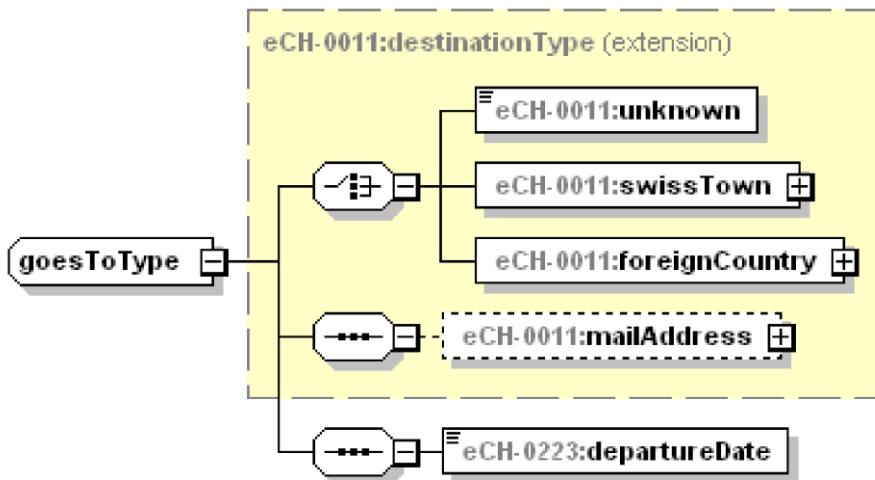 eCH-0011:destinationType (extension)
eCH-0011:unknown
eCH-0011:swissTown
goesToType
eCH-0011:foreignCountry
eCH-0011:mailAddress
eCH-0223:departureDate